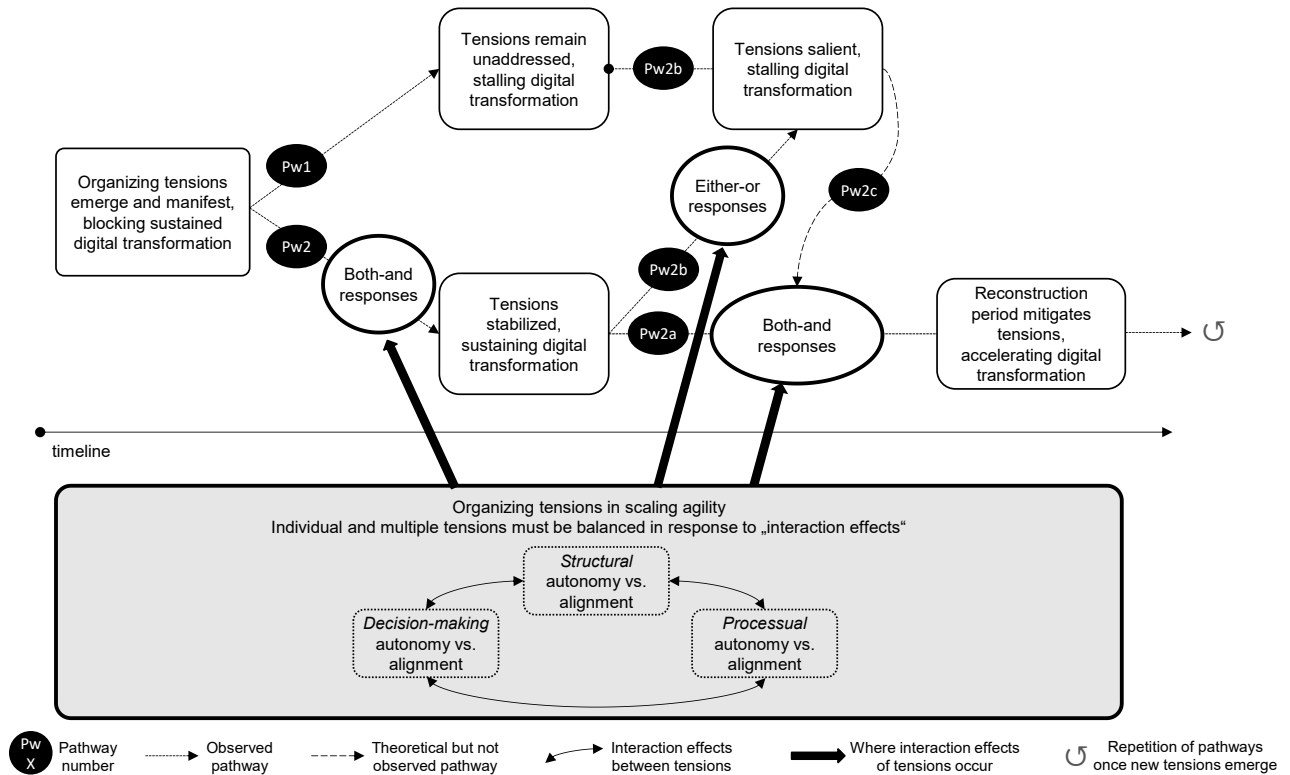 Tensions remain
unaddressed,
stalling digital
transformation
Pw2b
Tensions salient,
stalling digital
transformation
Pw1
Organizing tensions
emerge and manifest,
blocking sustained
digital transformation
Pw2
Both-and
responses
Either-or
responses
Pw2c
Pw2b
Tensions
stabilized,
sustaining digital
transformation
Pw2a
Both-and
responses
Reconstruction
period mitigates
tensions,
accelerating digital
transformation
↺
timeline
Organizing tensions in scaling agility
Individual and multiple tensions must be balanced in response to „interaction effects“
Structural
autonomy vs.
alignment
Decision-making
autonomy vs.
alignment
Processual
autonomy vs.
alignment
Pw
X
Pathway
number
Observed
pathway
Theoretical but not
observed pathway
Interaction effects
between tensions
Where interaction effects
of tensions occur
↺
Repetition of pathways
once new tensions emerge